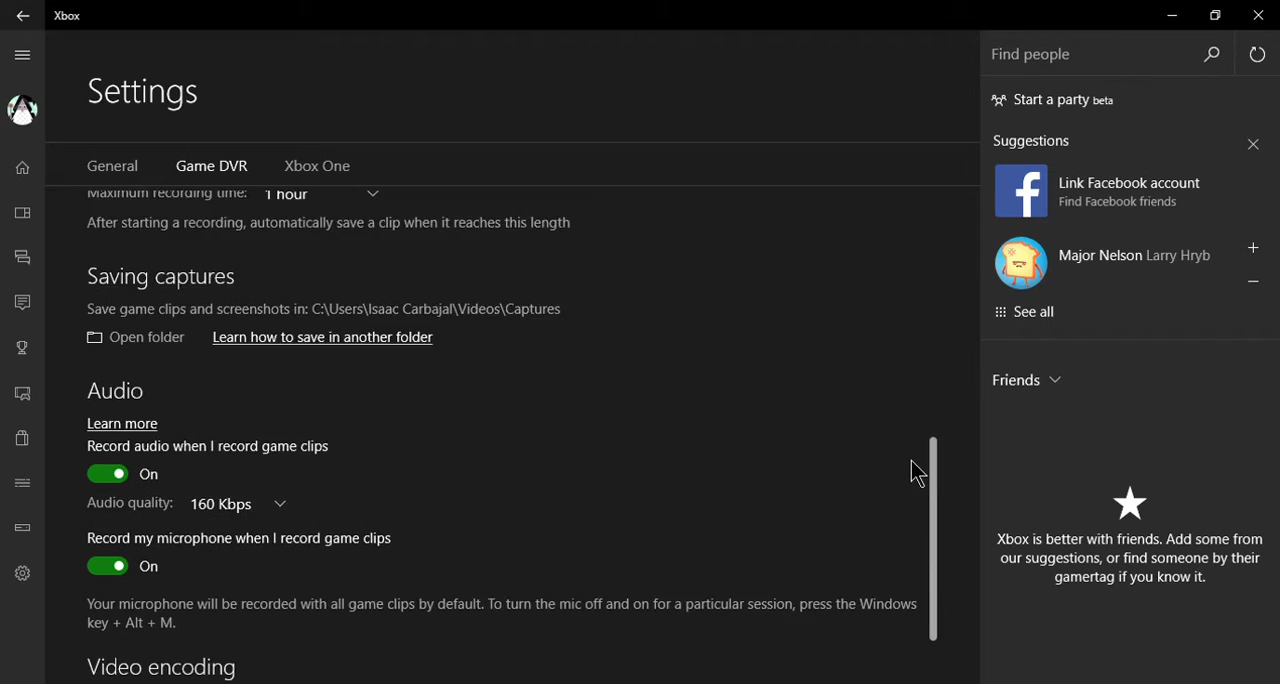 Xbox
Settings
General Game DVR Xbox One
Maximum recording time: 1 hour
After starting a recording, automatically save a clip when it reaches this length
Saving captures
Save game clips and screenshots in: C:\Users\Isaac Carbajal\Videos\Captures
Open folder Learn how to save in another folder
Audio
Learn more
Record audio when I record game clips
On
Audio quality: 160 Kbps
Record my microphone when I record game clips
On
Your microphone will be recorded with all game clips by default. To turn the mic off and on for a particular session, press the Windows
key + Alt + M.
Video encoding
Find people
Start a party beta
Suggestions
Link Facebook account
Find Facebook friends
Major Nelson Larry Hryb
See all
Friends
Xbox is better with friends. Add some from
our suggestions, or find someone by their
gamertag if you know it.